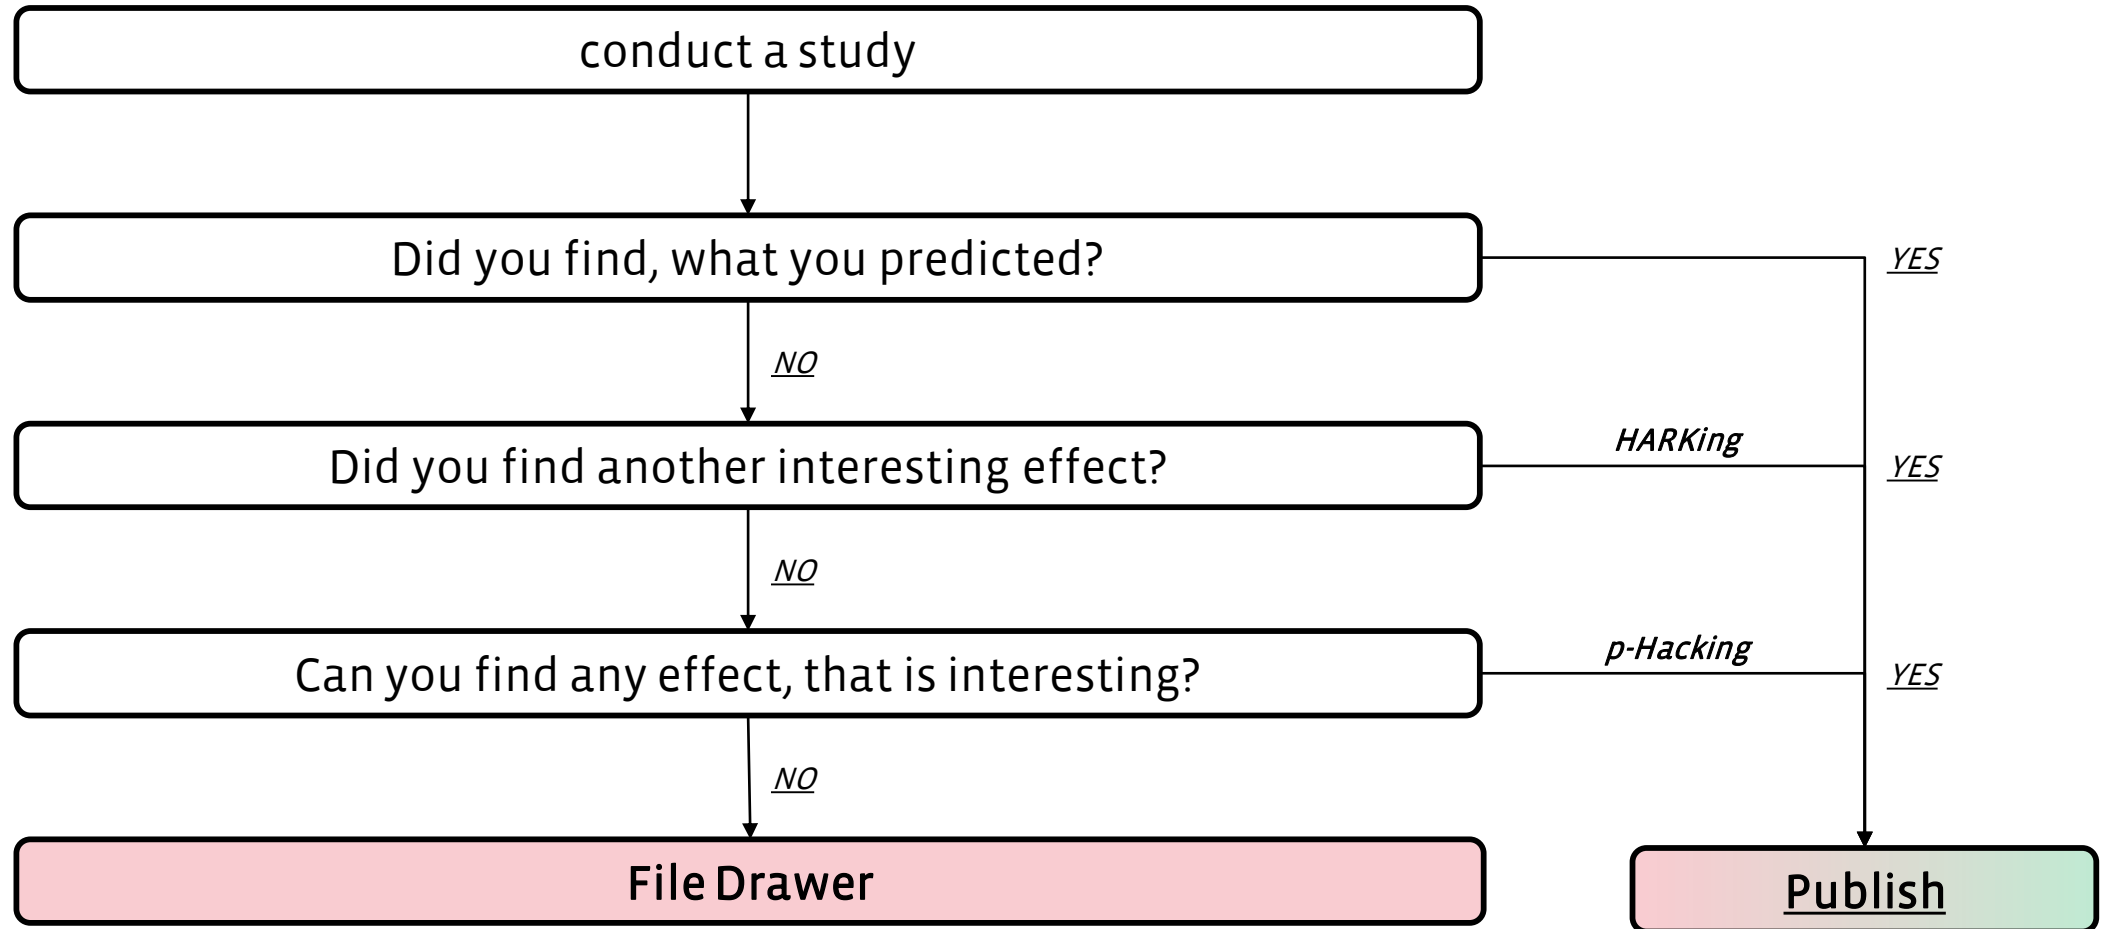 conduct a study
Did you find, what you predicted?
YES
NO
HARKing
Did you find another interesting effect?
YES
NO
p-Hacking
Can you find any effect, that is interesting?
YES
NO
File Drawer
Publish